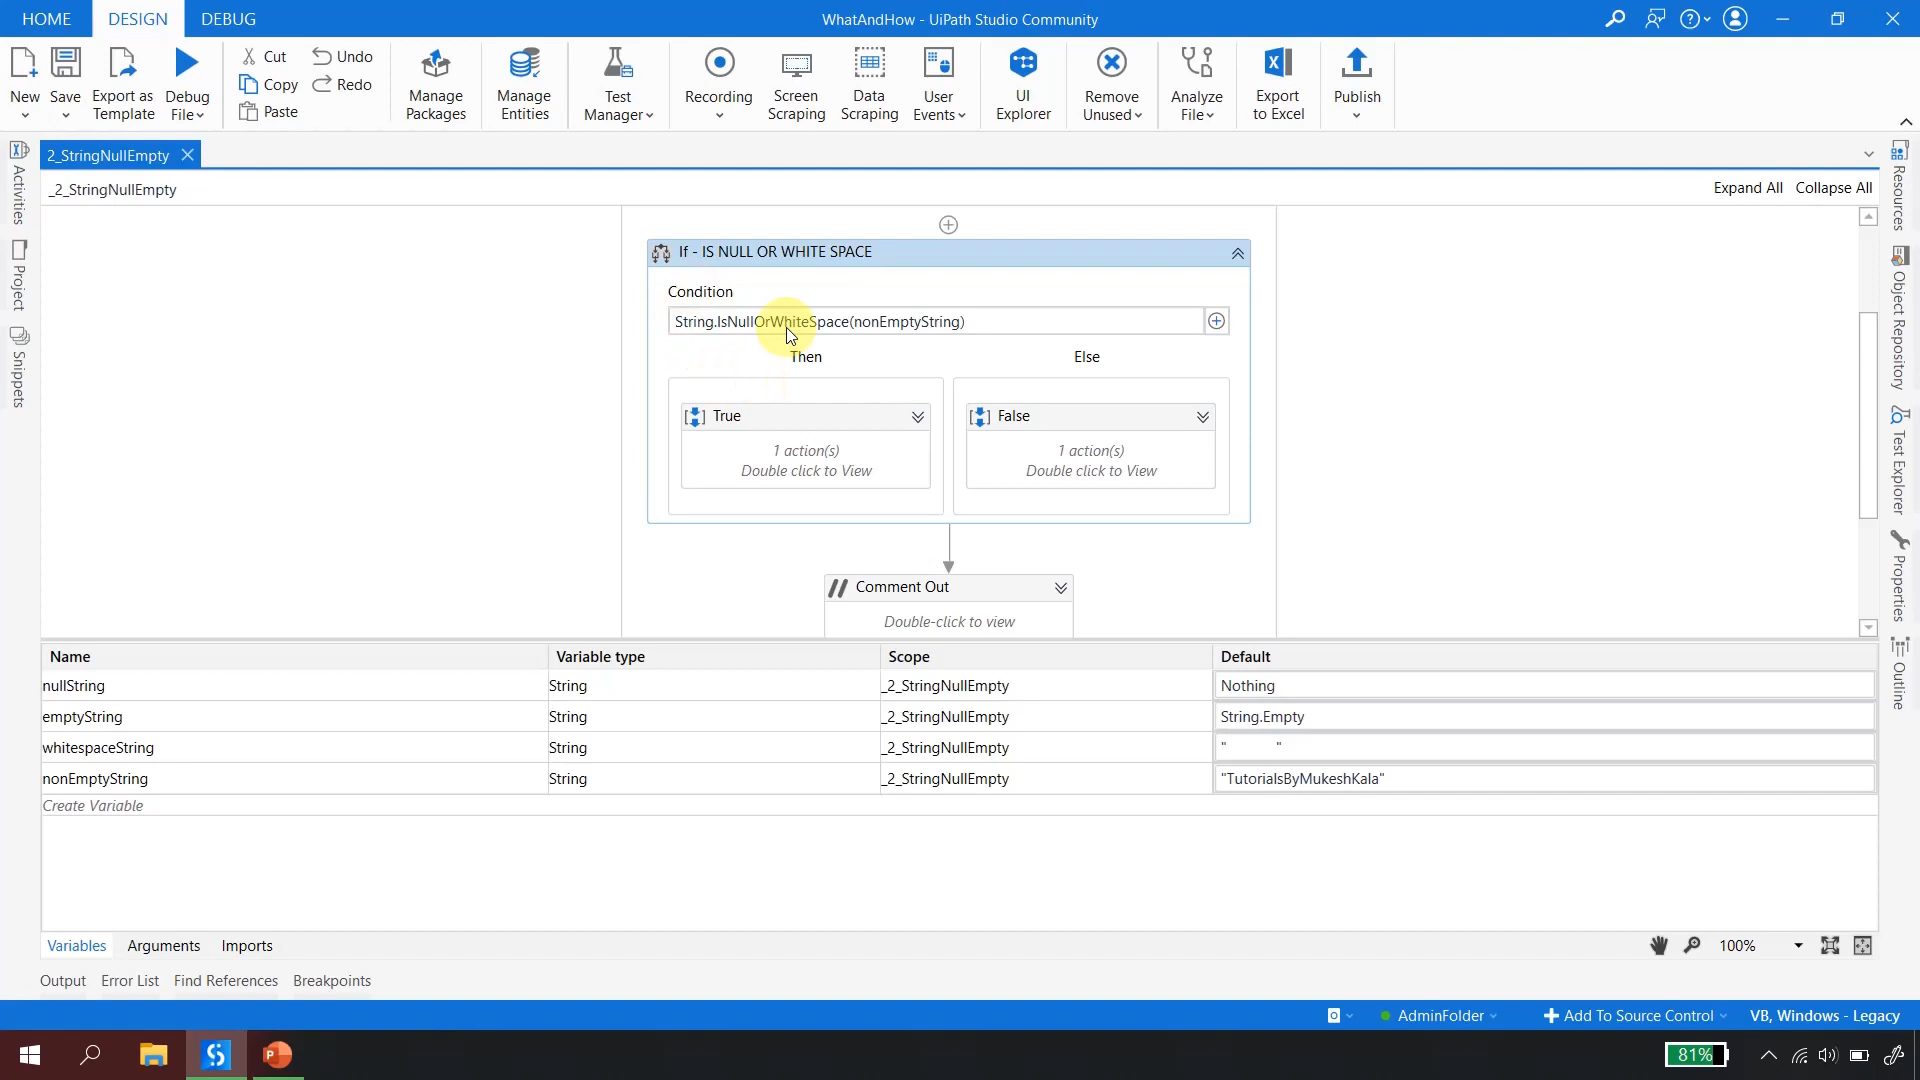 HOME DESIGN DEBUG
WhatAndHow - UiPath Studio Community
New
Save
Export as
Template
Debug
File
Cut
Copy
Paste
Undo
Redo
Manage
Packages
Manage
Entities
Test
Manager
Recording
Screen
Scraping
Data
Scraping
User
Events
UI
Explorer
Remove
Unused
Analyze
File
Export
to Excel
Publish
2_StringNullEmpty
_2_StringNullEmpty
Expand All Collapse All
Activities
Project
Snippets
Resources
Object Repository
Test Explorer
Properties
Outline
If - IS NULL OR WHITE SPACE
Condition
String.IsNullOrWhiteSpace(nonEmptyString)
Then Else
True
1 action(s)
Double click to View
False
1 action(s)
Double click to View
// Comment Out
Double-click to view
Name Variable type Scope Default
nullString String _2_StringNullEmpty Nothing
emptyString String _2_StringNullEmpty String.Empty
whitespaceString String _2_StringNullEmpty " "
nonEmptyString String _2_StringNullEmpty "TutorialsByMukeshKala"
Create Variable
Variables Arguments Imports
100%
Output Error List Find References Breakpoints
AdminFolder
Add To Source Control
VB, Windows - Legacy
81%